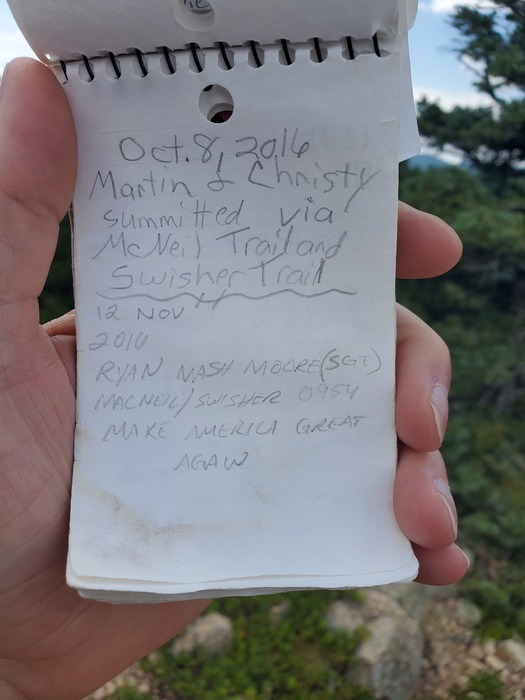 Oct. 8, 2016
Martin & Christy
summitted via
McNeil Trail and
Swisher Trail
12 NOV
2016
RYAN NASH MOORE (SGT)
MACNEIL/SWISHER 0954
MAKE AMERICA GREAT
AGAIN